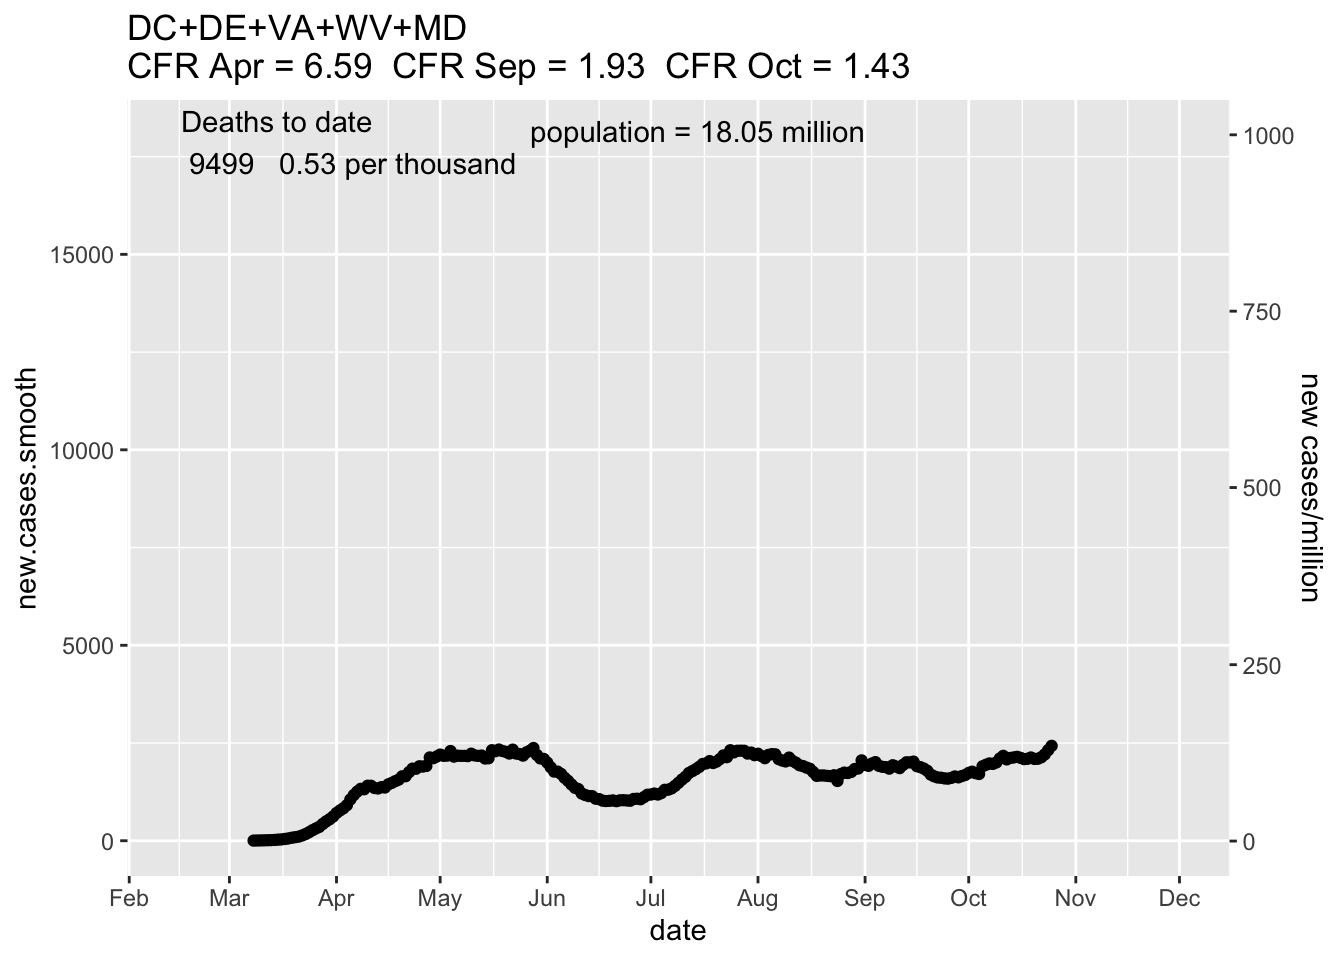 DC+DE+VA+WV+MD
CFR Apr = 6.59  CFR Sep = 1.93  CFR Oct = 1.43
Deaths to date
9499   0.53 per thousand
population = 18.05 million
new.cases.smooth
15000
10000
5000
0
1000
750
500
250
0
new cases/million
Feb Mar Apr May Jun Jul Aug Sep Oct Nov Dec
date